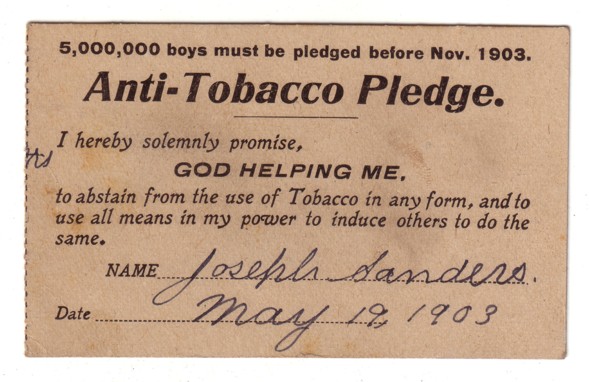 5,000,000 boys must be pledged before Nov. 1903.
Anti-Tobacco Pledge.
I hereby solemnly promise,
GOD HELPING ME,
to abstain from the use of Tobacco in any form, and to
use all means in my power to induce others to do the
same.
NAME Joseph Sanders.
Date May 19, 1903